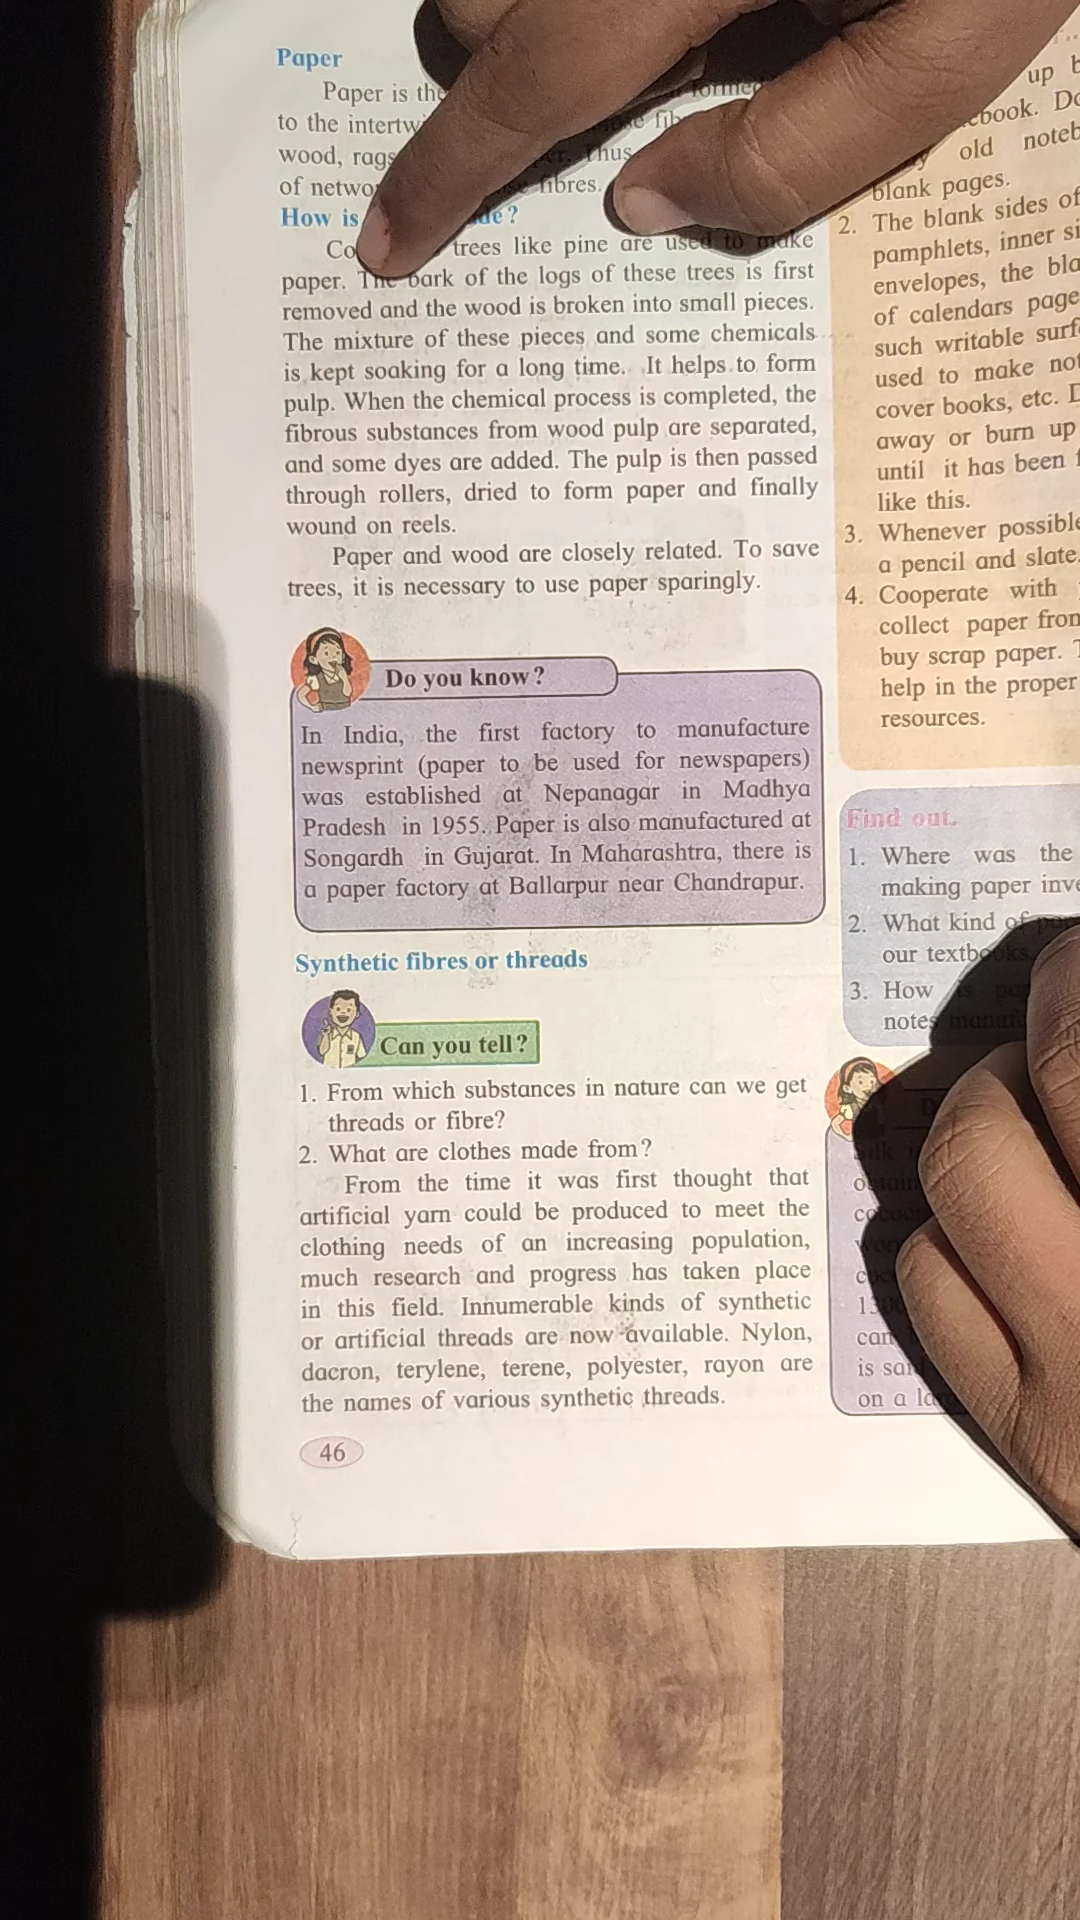 Paper
Paper is the formed
to the intertw
wood, rags Thus
of netwo fibres.
How is ?
trees like pine are used to make
paper. The bark of the logs of these trees is first
removed and the wood is broken into small pieces.
The mixture of these pieces and some chemicals
is kept soaking for a long time. It helps to form
pulp. When the chemical process is completed, the
fibrous substances from wood pulp are separated,
and some dyes are added. The pulp is then passed
through rollers, dried to form paper and finally
wound on reels.
Paper and wood are closely related. To save
trees, it is necessary to use paper sparingly.
Do you know?
In India, the first factory to manufacture
newsprint (paper to be used for newspapers)
was established at Nepanagar in Madhya
Pradesh in 1955. Paper is also manufactured at
Songardh in Gujarat. In Maharashtra, there is
a paper factory at Ballarpur near Chandrapur.
Synthetic fibres or threads
Can you tell?
1. From which substances in nature can we get
threads or fibre?
2. What are clothes made from?
From the time it was first thought that
artificial yarn could be produced to meet the
clothing needs of an increasing population,
much research and progress has taken place
in this field. Innumerable kinds of synthetic
or artificial threads are now available. Nylon,
dacron, terylene, terene, polyester, rayon are
the names of various synthetic threads.
46
up
old
blank pages.
2. The blank sides of
pamphlets, inner
envelopes, the
of calendars
such writable
used to make
cover books, etc.
away or burn up
until it has been
like this.
3. Whenever possible
a pencil and slate.
4. Cooperate with
collect paper from
buy scrap paper.
help in the proper
resources.
Find out.
1. Where was the
making paper
2. What kind of
our textbooks.
3. How is
notes
Silk
is
on a